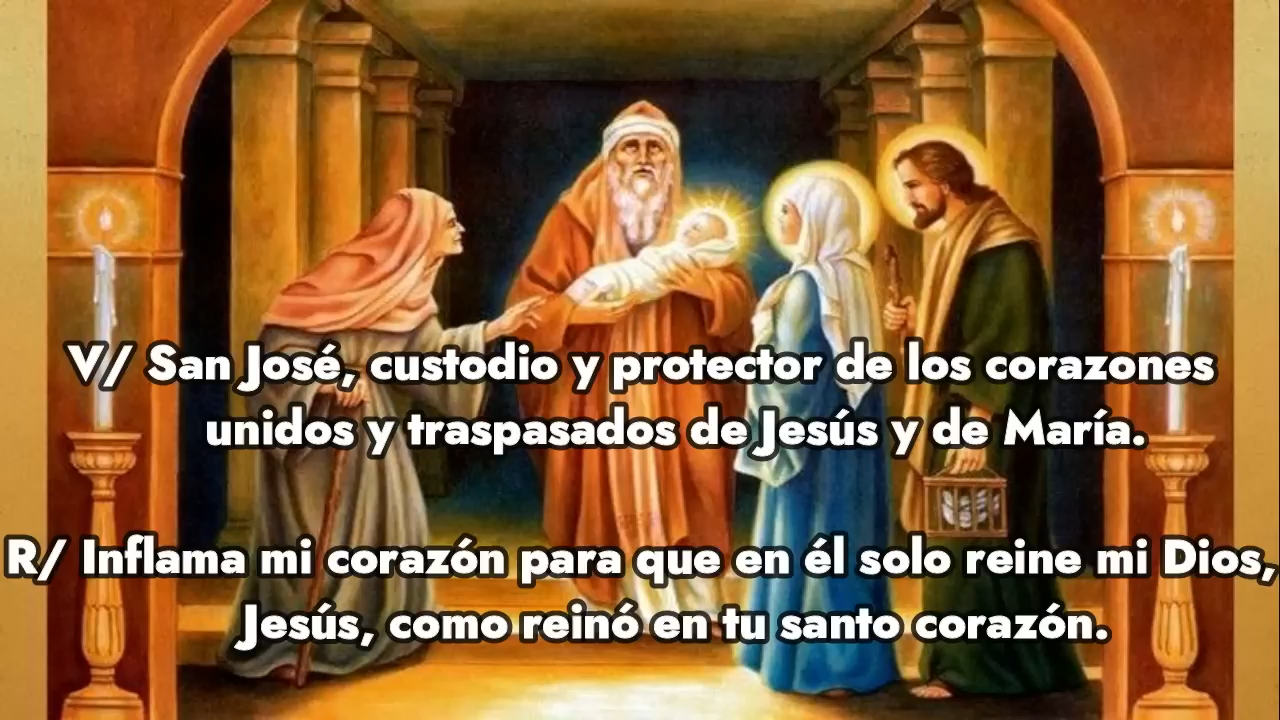 V/ San José, custodio y protector de los corazones
unidos y traspasados de Jesús y de María.
R/ Inflama mi corazón para que en él solo reine mi Dios,
Jesús, como reinó en tu santo corazón.